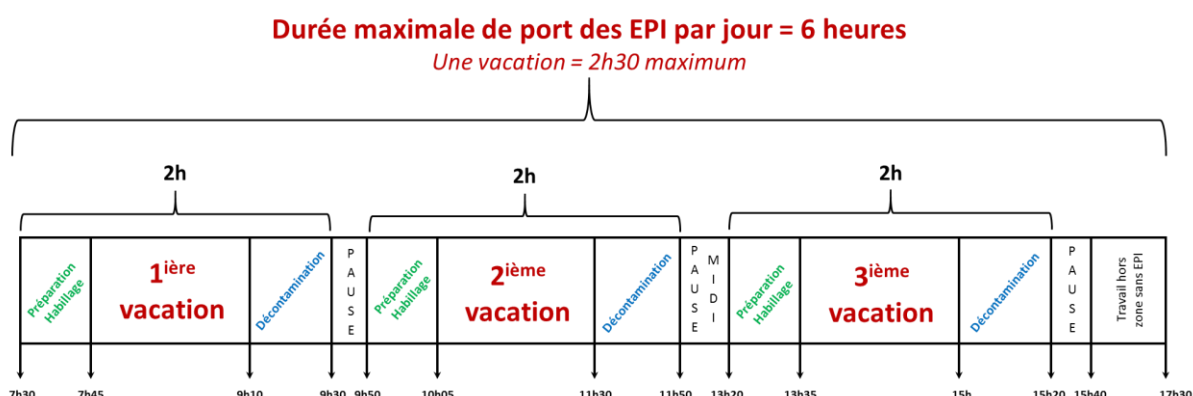 Durée maximale de port des EPI par jour = 6 heures
Une vacation = 2h30 maximum
2h
2h
2h
Préparation
Habillage
1ière
vacation
Décontamination
PAUSE
Préparation
Habillage
2ième
vacation
Décontamination
PAUSE
MIDI
Préparation
Habillage
3ième
vacation
Décontamination
PAUSE
Travail hors
zone sans EPI
7h30
7h45
9h10
9h30
9h50
10h05
11h30
11h50
13h20
13h35
15h
15h20
15h40
17h30